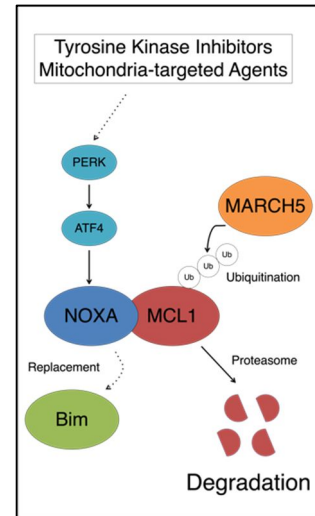 Tyrosine Kinase Inhibitors
Mitochondria-targeted Agents
PERK
MARCH5
ATF4
Ub
Ub
Ub
Ubiquitination
NOXA
MCL1
Replacement
Proteasome
Bim
Degradation